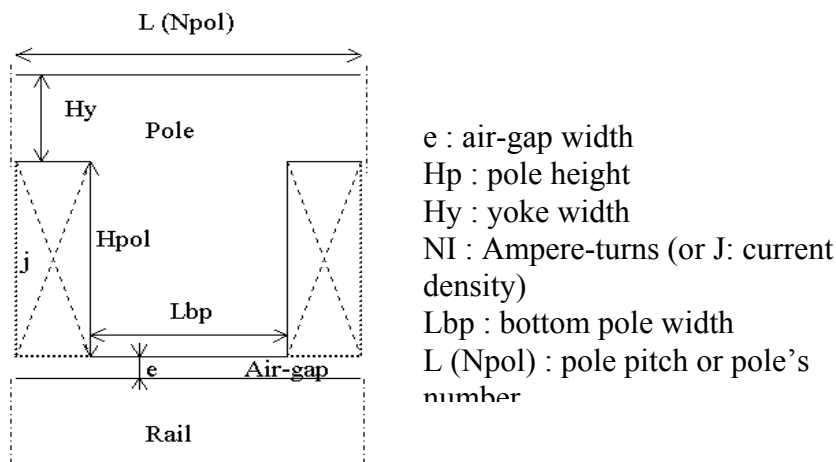 L (Npol)
Hy
Pole
Hpol
j
Lbp
e
Air-gap
Rail
e : air-gap width
Hp : pole height
Hy : yoke width
NI : Ampere-turns (or J: current
density)
Lbp : bottom pole width
L (Npol) : pole pitch or pole's
number